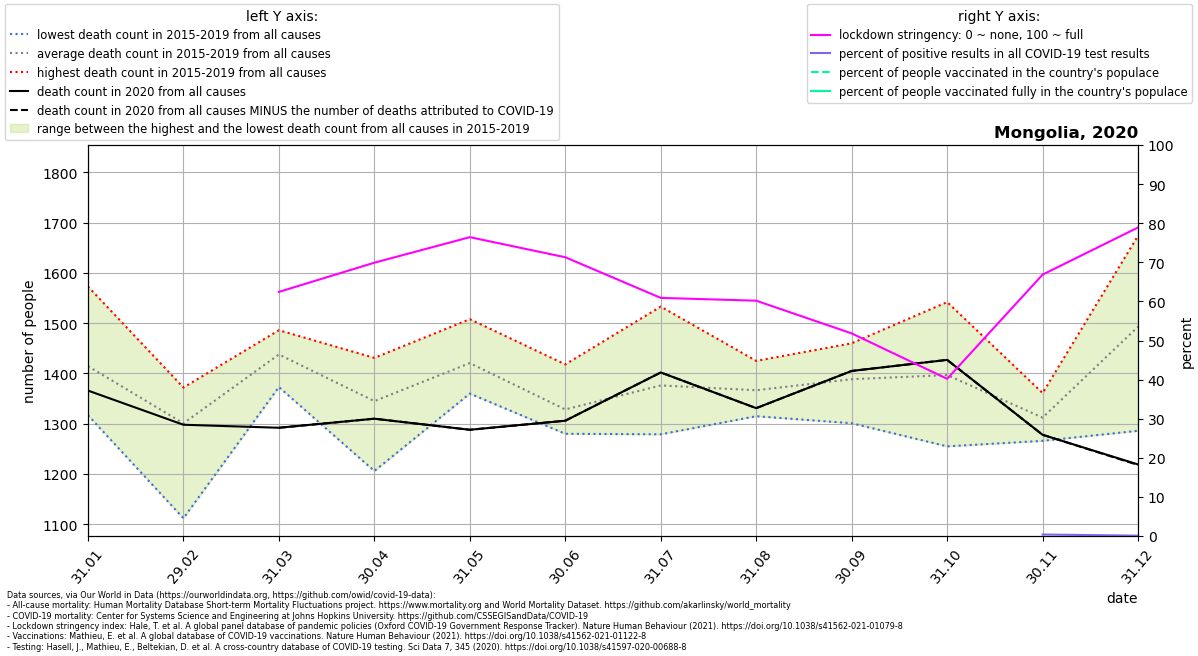 left Y axis:
lowest death count in 2015-2019 from all causes
average death count in 2015-2019 from all causes
highest death count in 2015-2019 from all causes
death count in 2020 from all causes
death count in 2020 from all causes MINUS the number of deaths attributed to COVID-19
range between the highest and the lowest death count from all causes in 2015-2019
right Y axis:
lockdown stringency: 0 ~ none, 100 ~ full
percent of positive results in all COVID-19 test results
percent of people vaccinated in the country's populace
percent of people vaccinated fully in the country's populace
Mongolia, 2020
number of people
1800
1700
1600
1500
1400
1300
1200
1100
100
90
80
70
60
50
40
30
20
10
0
percent
31.01
29.02
31.03
30.04
31.05
30.06
31.07
31.08
30.09
31.10
30.11
31.12
date
Data sources, via Our World in Data (https://ourworldindata.org, https://github.com/owid/covid-19-data):
- All-cause mortality: Human Mortality Database Short-term Mortality Fluctuations project. https://www.mortality.org and World Mortality Dataset. https://github.com/akarlinsky/world_mortality
- COVID-19 mortality: Center for Systems Science and Engineering at Johns Hopkins University. https://github.com/CSSEGISandData/COVID-19
- Lockdown stringency index: Hale, T. et al. A global panel database of pandemic policies (Oxford COVID-19 Government Response Tracker). Nature Human Behaviour (2021). https://doi.org/10.1038/s41562-021-01079-8
- Vaccinations: Mathieu, E. et al. A global database of COVID-19 vaccinations. Nature Human Behaviour (2021). https://doi.org/10.1038/s41562-021-01122-8
- Testing: Hasell, J., Mathieu, E., Beltekian, D. et al. A cross-country database of COVID-19 testing. Sci Data 7, 345 (2020). https://doi.org/10.1038/s41597-020-00688-8